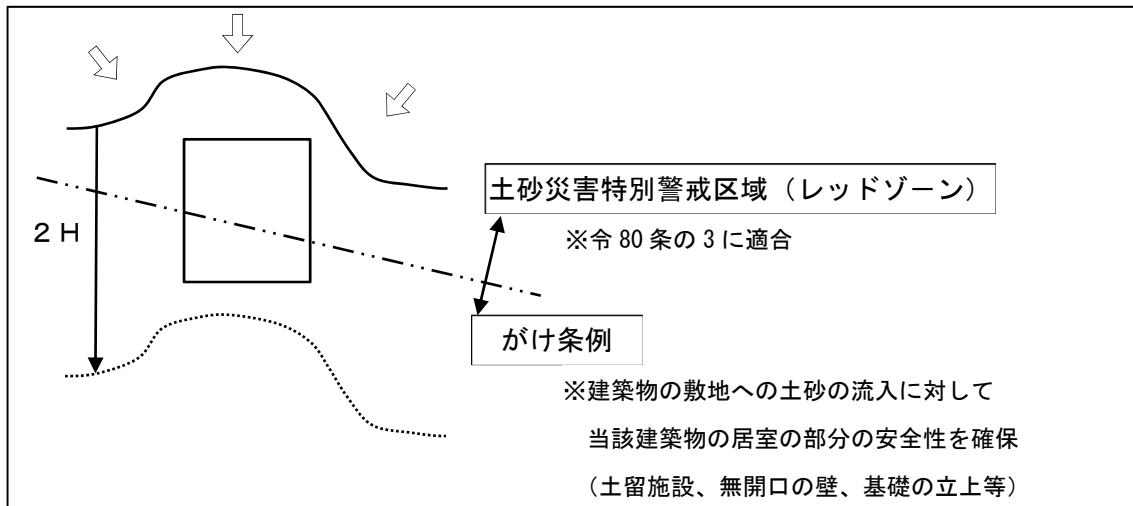 土砂災害特別警戒区域（レッドゾーン）
２Ｈ
※令 80 条の 3 に適合
がけ条例
※建築物の敷地への土砂の流入に対して
当該建築物の居室の部分の安全性を確保
（土留施設、無開口の壁、基礎の立上等）